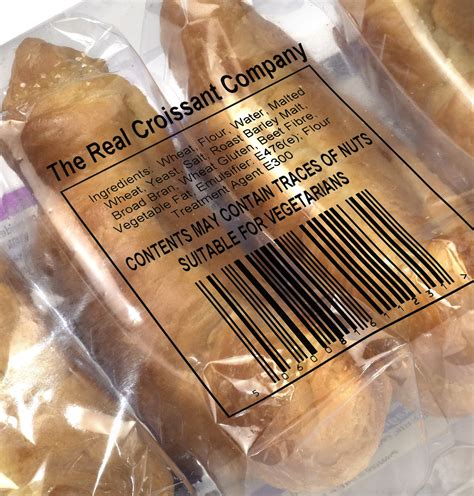 The Real Croissant Company
Ingredients: Wheat, Flour, Water, Malted
Wheat, Yeast, Salt, Roast Barley Malt,
Broad Bran, Wheat Gluten, Beet Fibre,
Vegetable Fat, Emulsifier: E476(e), Flour
Treatment Agent E300
CONTENTS MAY CONTAIN TRACES OF NUTS
SUITABLE FOR VEGETARIANS